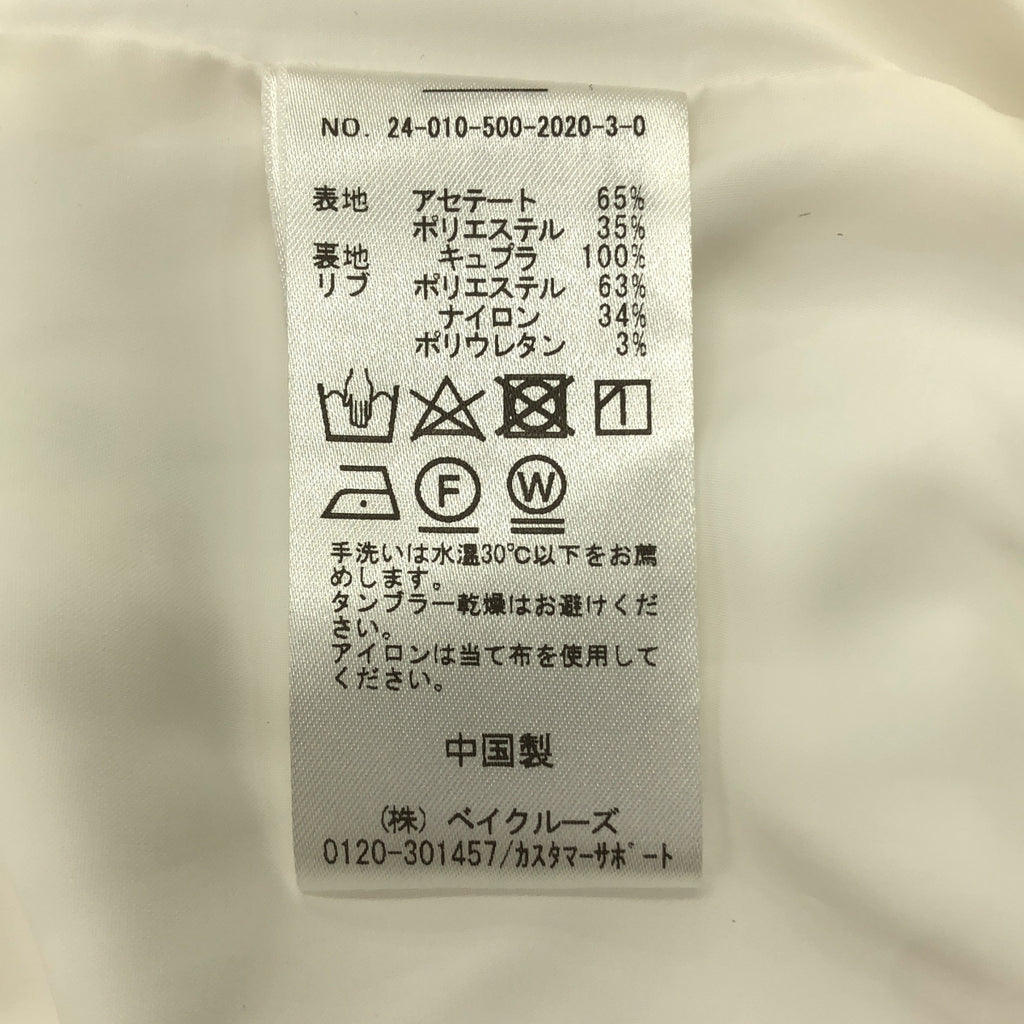 NO. 24-010-500-2020-3-0
表地 アセテート 65%
ポリエステル 35%
裏地 キュプラ 100%
リブ ポリエステル 63%
ナイロン 34%
ポリウレタン 3%
F W
手洗いは水温30℃以下をお薦
めします。
タンブラー乾燥はお避けくだ
さい。
アイロンは当て布を使用して
ください。
中国製
(株) ベイクルーズ
0120-301457/カスタマーサポート